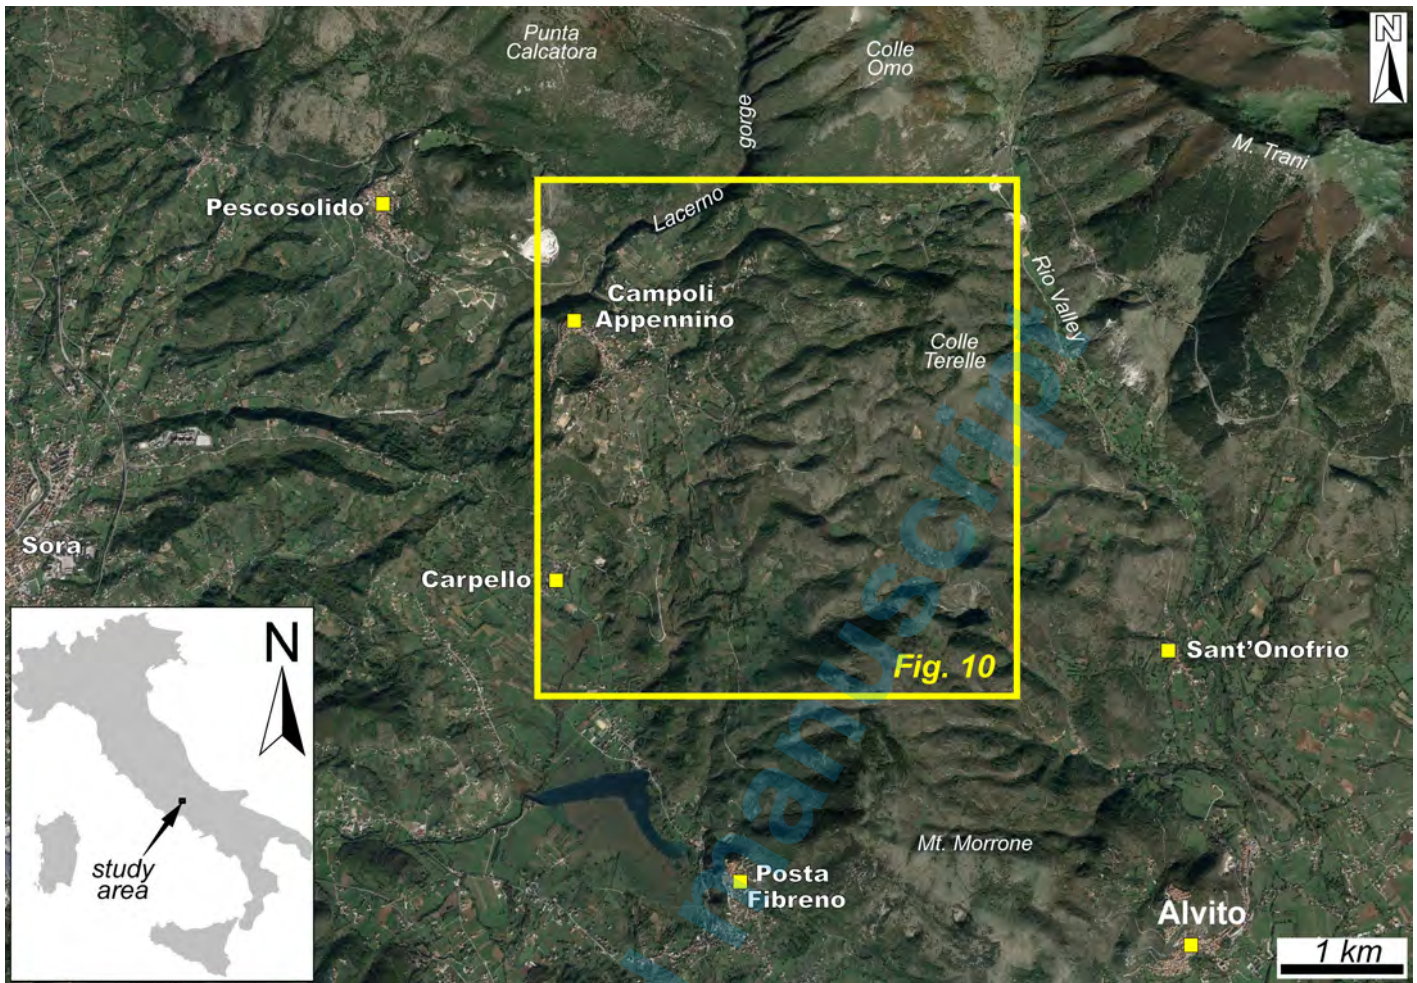 Punta
Calcatora
Colle
Omo
N
gorge
M. Trani
Pescosolido
Lacerno
Rio Valley
Campoli
Appennino
Colle
Terelle
Sora
Carpello
Sant'Onofrio
Fig. 10
N
study
area
Mt. Morrone
Posta
Fibreno
Alvito
1 km
manuscript